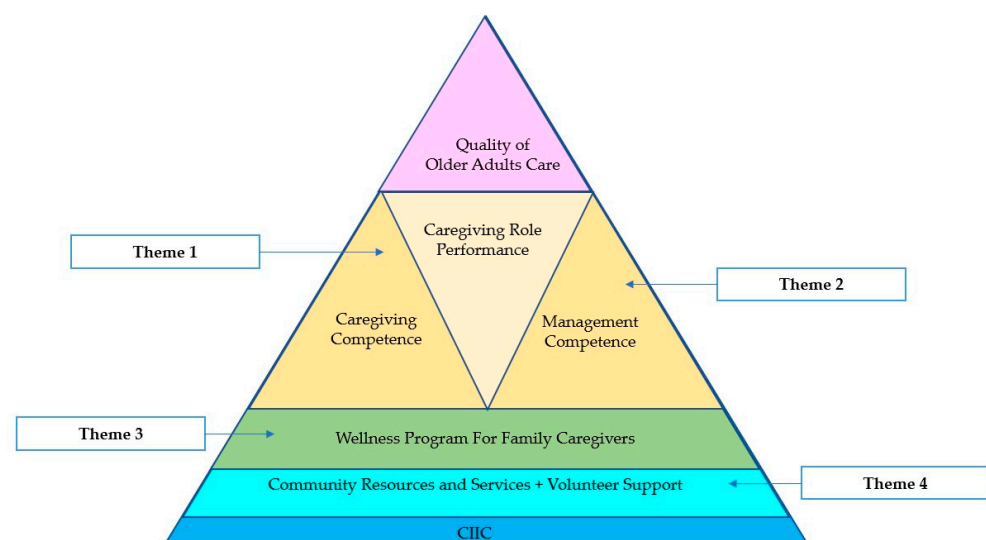 Quality of
Older Adults Care
Caregiving Role
Performance
Theme 1
Theme 2
Caregiving
Competence
Management
Competence
Theme 3
Wellness Program For Family Caregivers
Community Resources and Services + Volunteer Support
Theme 4
CIIC